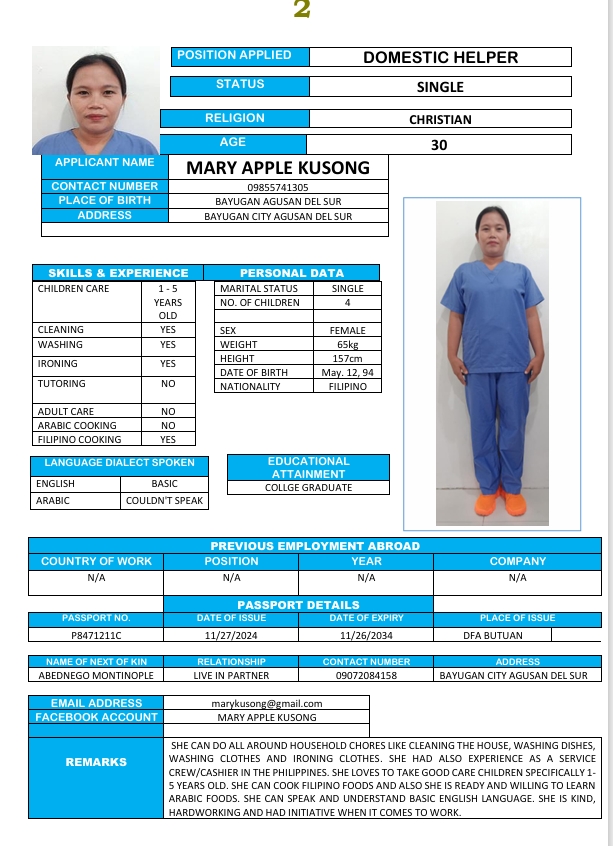 2
POSITION APPLIED DOMESTIC HELPER
STATUS SINGLE
RELIGION CHRISTIAN
AGE 30
APPLICANT NAME MARY APPLE KUSONG
CONTACT NUMBER 09855741305
PLACE OF BIRTH BAYUGAN AGUSAN DEL SUR
ADDRESS BAYUGAN CITY AGUSAN DEL SUR
SKILLS & EXPERIENCE
CHILDREN CARE 1 - 5
YEARS
OLD
CLEANING YES
WASHING YES
IRONING YES
TUTORING NO
ADULT CARE NO
ARABIC COOKING NO
FILIPINO COOKING YES
PERSONAL DATA
MARITAL STATUS SINGLE
NO. OF CHILDREN 4
SEX FEMALE
WEIGHT 65kg
HEIGHT 157cm
DATE OF BIRTH May. 12, 94
NATIONALITY FILIPINO
LANGUAGE DIALECT SPOKEN
ENGLISH BASIC
ARABIC COULDN'T SPEAK
EDUCATIONAL
ATTAINMENT
COLLGE GRADUATE
PREVIOUS EMPLOYMENT ABROAD
COUNTRY OF WORK POSITION YEAR COMPANY
N/A N/A N/A N/A
PASSPORT DETAILS
PASSPORT NO. DATE OF ISSUE DATE OF EXPIRY PLACE OF ISSUE
P8471211C 11/27/2024 11/26/2034 DFA BUTUAN
NAME OF NEXT OF KIN RELATIONSHIP CONTACT NUMBER ADDRESS
ABEDNEGO MONTINOPLE LIVE IN PARTNER 09072084158 BAYUGAN CITY AGUSAN DEL SUR
EMAIL ADDRESS marykusong@gmail.com
FACEBOOK ACCOUNT MARY APPLE KUSONG
REMARKS
SHE CAN DO ALL AROUND HOUSEHOLD CHORES LIKE CLEANING THE HOUSE, WASHING DISHES,
WASHING CLOTHES AND IRONING CLOTHES. SHE HAD ALSO EXPERIENCE AS A SERVICE
CREW/CASHIER IN THE PHILIPPINES. SHE LOVES TO TAKE GOOD CARE CHILDREN SPECIFICALLY 1-
5 YEARS OLD. SHE CAN COOK FILIPINO FOODS AND ALSO SHE IS READY AND WILLING TO LEARN
ARABIC FOODS. SHE CAN SPEAK AND UNDERSTAND BASIC ENGLISH LANGUAGE. SHE IS KIND,
HARDWORKING AND HAD INITIATIVE WHEN IT COMES TO WORK.